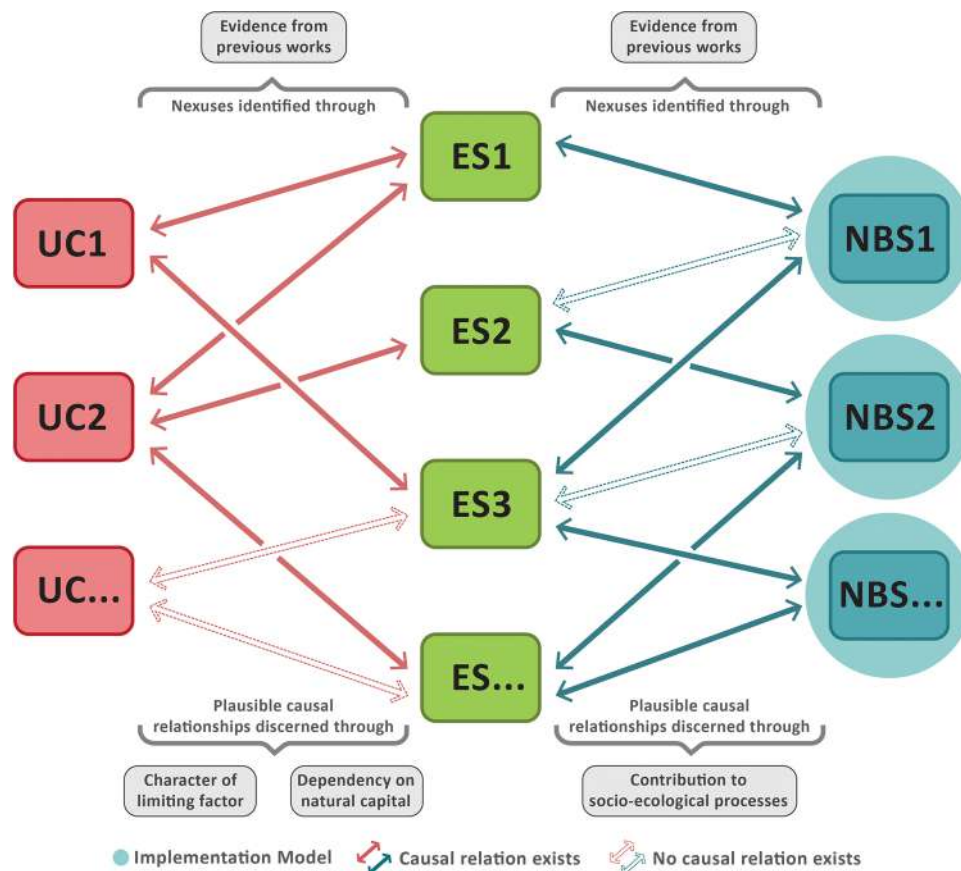 Evidence from
previous works
Evidence from
previous works
Nexuses identified through
Nexuses identified through
ES1
UC1
NBS1
ES2
UC2
NBS2
ES3
UC...
NBS...
ES...
Plausible causal
relationships discerned through
Plausible causal
relationships discerned through
Character of
limiting factor
Dependency on
natural capital
Contribution to
socio-ecological processes
Implementation Model
Causal relation exists
No causal relation exists